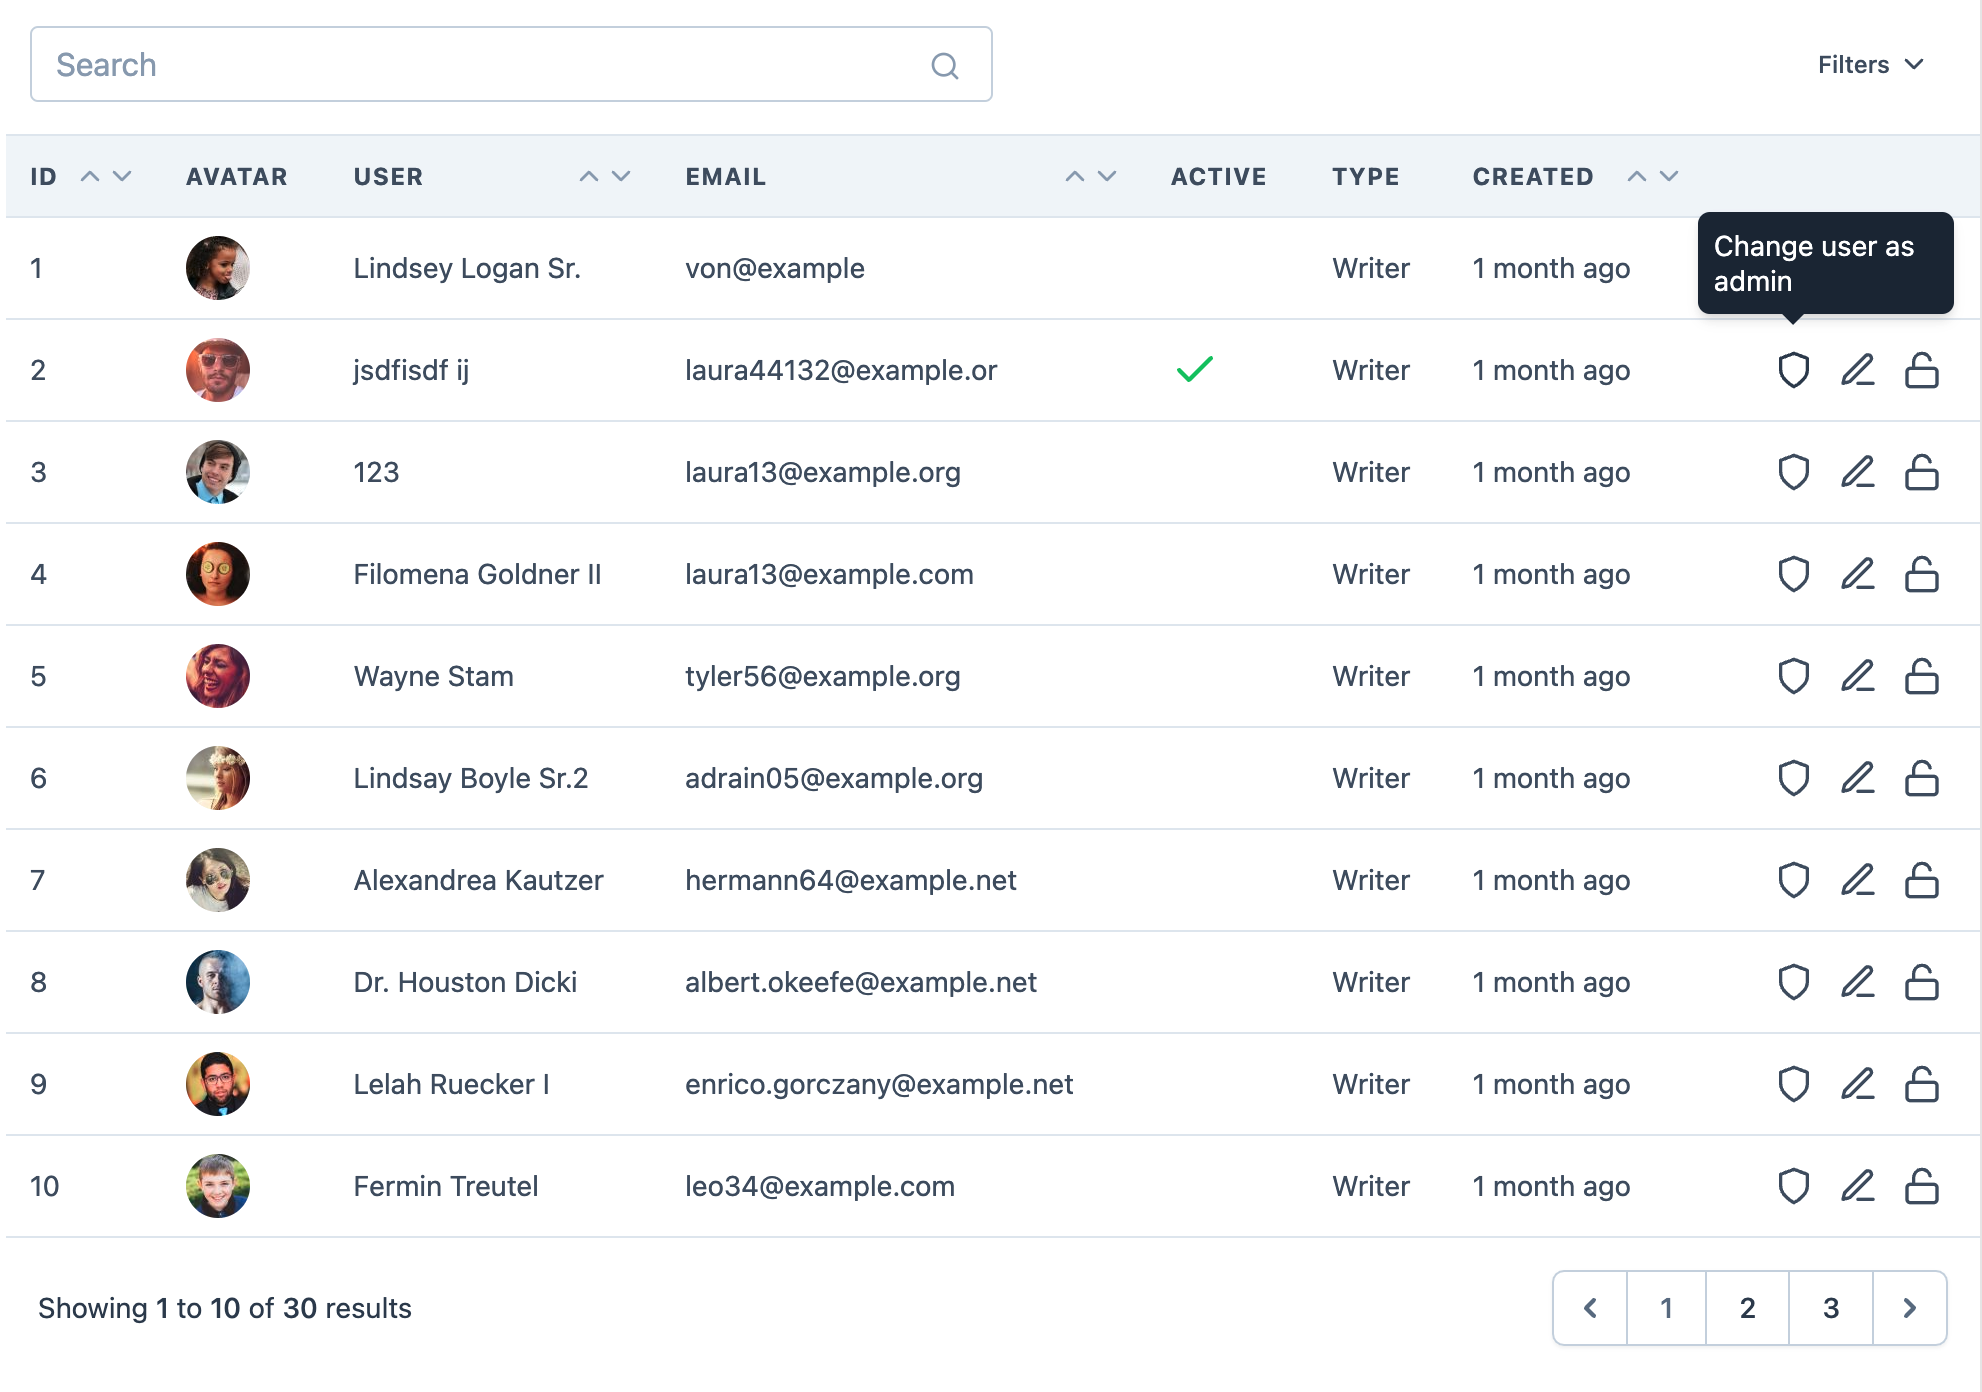 Search
Filters
ID AVATAR USER EMAIL ACTIVE TYPE CREATED
Change user as
admin
1 Lindsey Logan Sr. von@example Writer 1 month ago
2 jsdfisdf ij laura44132@example.or Writer 1 month ago
3 123 laura13@example.org Writer 1 month ago
4 Filomena Goldner II laura13@example.com Writer 1 month ago
5 Wayne Stam tyler56@example.org Writer 1 month ago
6 Lindsay Boyle Sr.2 adrain05@example.org Writer 1 month ago
7 Alexandrea Kautzer hermann64@example.net Writer 1 month ago
8 Dr. Houston Dicki albert.okeefe@example.net Writer 1 month ago
9 Lelah Ruecker I enrico.gorczany@example.net Writer 1 month ago
10 Fermin Treutel leo34@example.com Writer 1 month ago
Showing 1 to 10 of 30 results
1 2 3